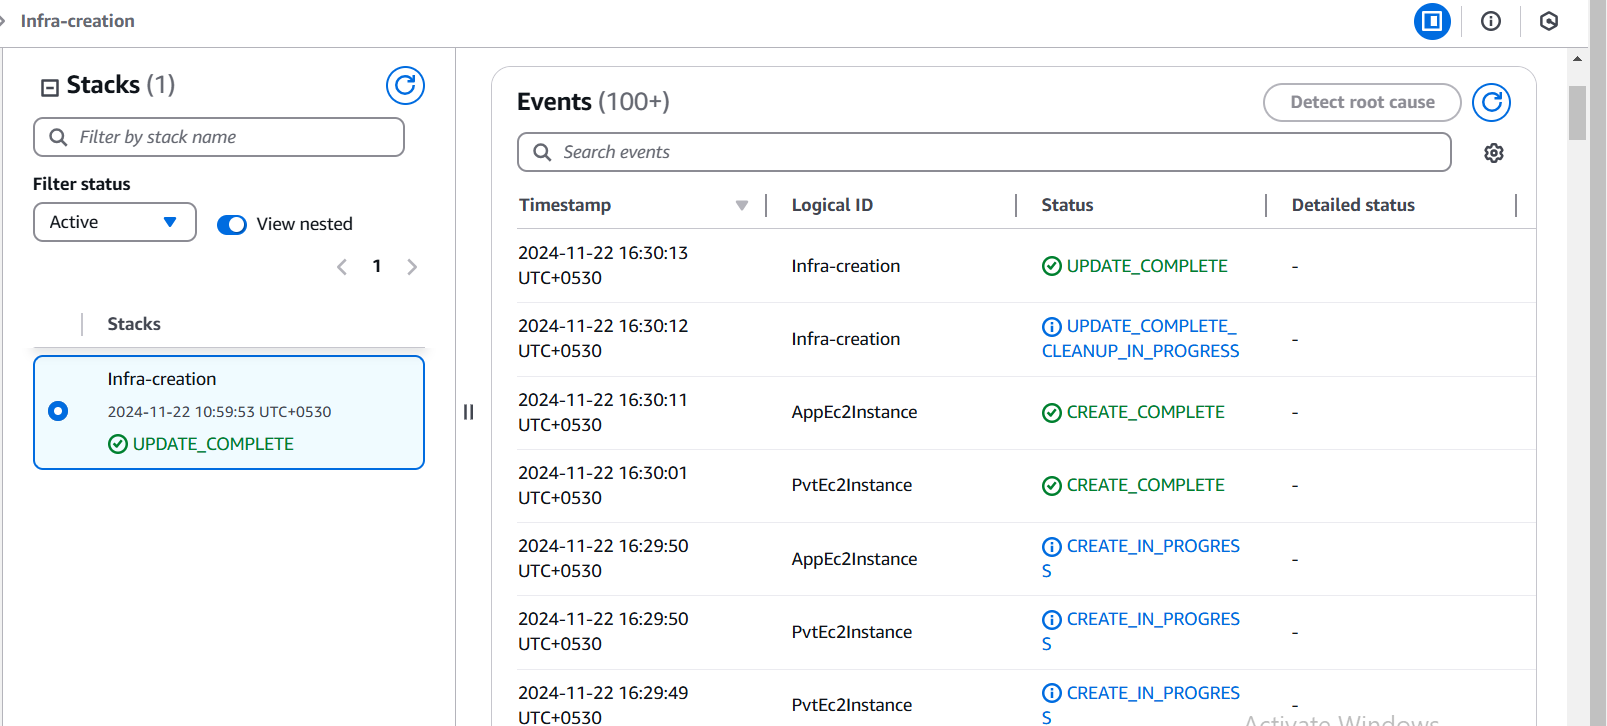 Infra-creation
Stacks (1)
Filter by stack name
Filter status
Active
View nested
1
Stacks
Infra-creation
2024-11-22 10:59:53 UTC+0530
UPDATE_COMPLETE
Events (100+)
Detect root cause
Search events
Timestamp
Logical ID
Status
Detailed status
2024-11-22 16:30:13
UTC+0530
Infra-creation
UPDATE_COMPLETE
-
2024-11-22 16:30:12
UTC+0530
Infra-creation
UPDATE_COMPLETE_
CLEANUP_IN_PROGRESS
-
2024-11-22 16:30:11
UTC+0530
AppEc2Instance
CREATE_COMPLETE
-
2024-11-22 16:30:01
UTC+0530
PvtEc2Instance
CREATE_COMPLETE
-
2024-11-22 16:29:50
UTC+0530
AppEc2Instance
CREATE_IN_PROGRES
S
-
2024-11-22 16:29:50
UTC+0530
PvtEc2Instance
CREATE_IN_PROGRES
S
-
2024-11-22 16:29:49
UTC+0530
PvtEc2Instance
CREATE_IN_PROGRES
S
-
Activate Windows